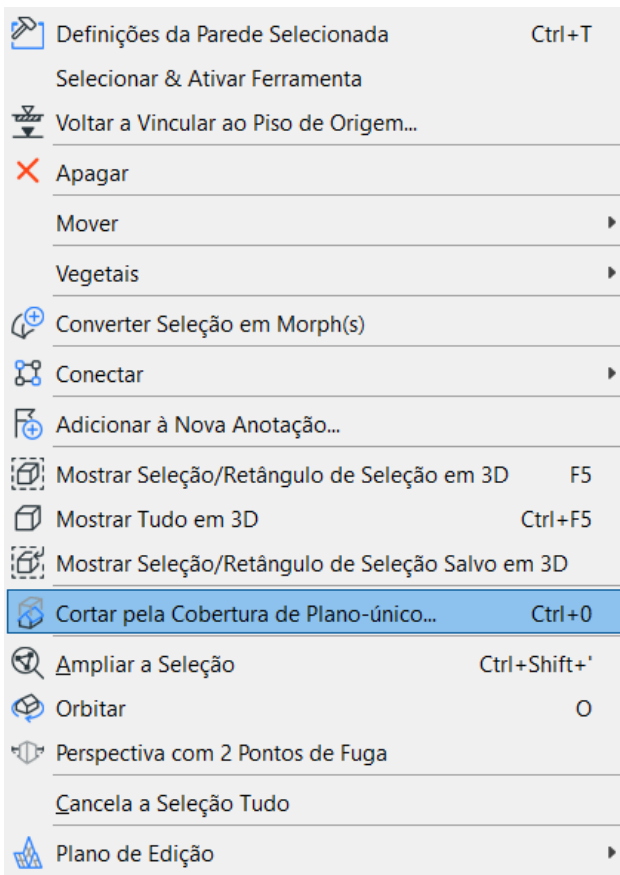 Definições da Parede Selecionada Ctrl+T
Selecionar & Ativar Ferramenta
Voltar a Vincular ao Piso de Origem...
Apagar
Mover
Vegetais
Converter Seleção em Morph(s)
Conectar
Adicionar à Nova Anotação...
Mostrar Seleção/Retângulo de Seleção em 3D F5
Mostrar Tudo em 3D Ctrl+F5
Mostrar Seleção/Retângulo de Seleção Salvo em 3D
Cortar pela Cobertura de Plano-único... Ctrl+0
Ampliar a Seleção Ctrl+Shift+'
Orbitar O
Perspectiva com 2 Pontos de Fuga
Cancela a Seleção Tudo
Plano de Edição